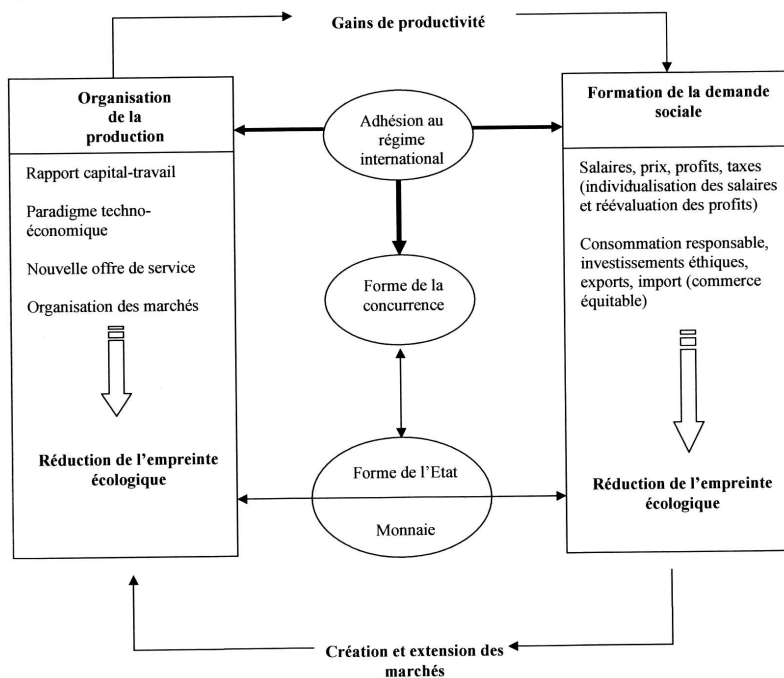 Gains de productivité
Organisation
de la
production
Rapport capital-travail
Paradigme techno-
économique
Nouvelle offre de service
Organisation des marchés
Réduction de l'empreinte
écologique
Adhésion au
régime
international
Forme de la
concurrence
Forme de l'Etat
Monnaie
Formation de la demande
sociale
Salaires, prix, profits, taxes
(individualisation des salaires
et réévaluation des profits)
Consommation responsable,
investissements éthiques,
exports, import (commerce
équitable)
Réduction de l'empreinte
écologique
Création et extension des
marchés